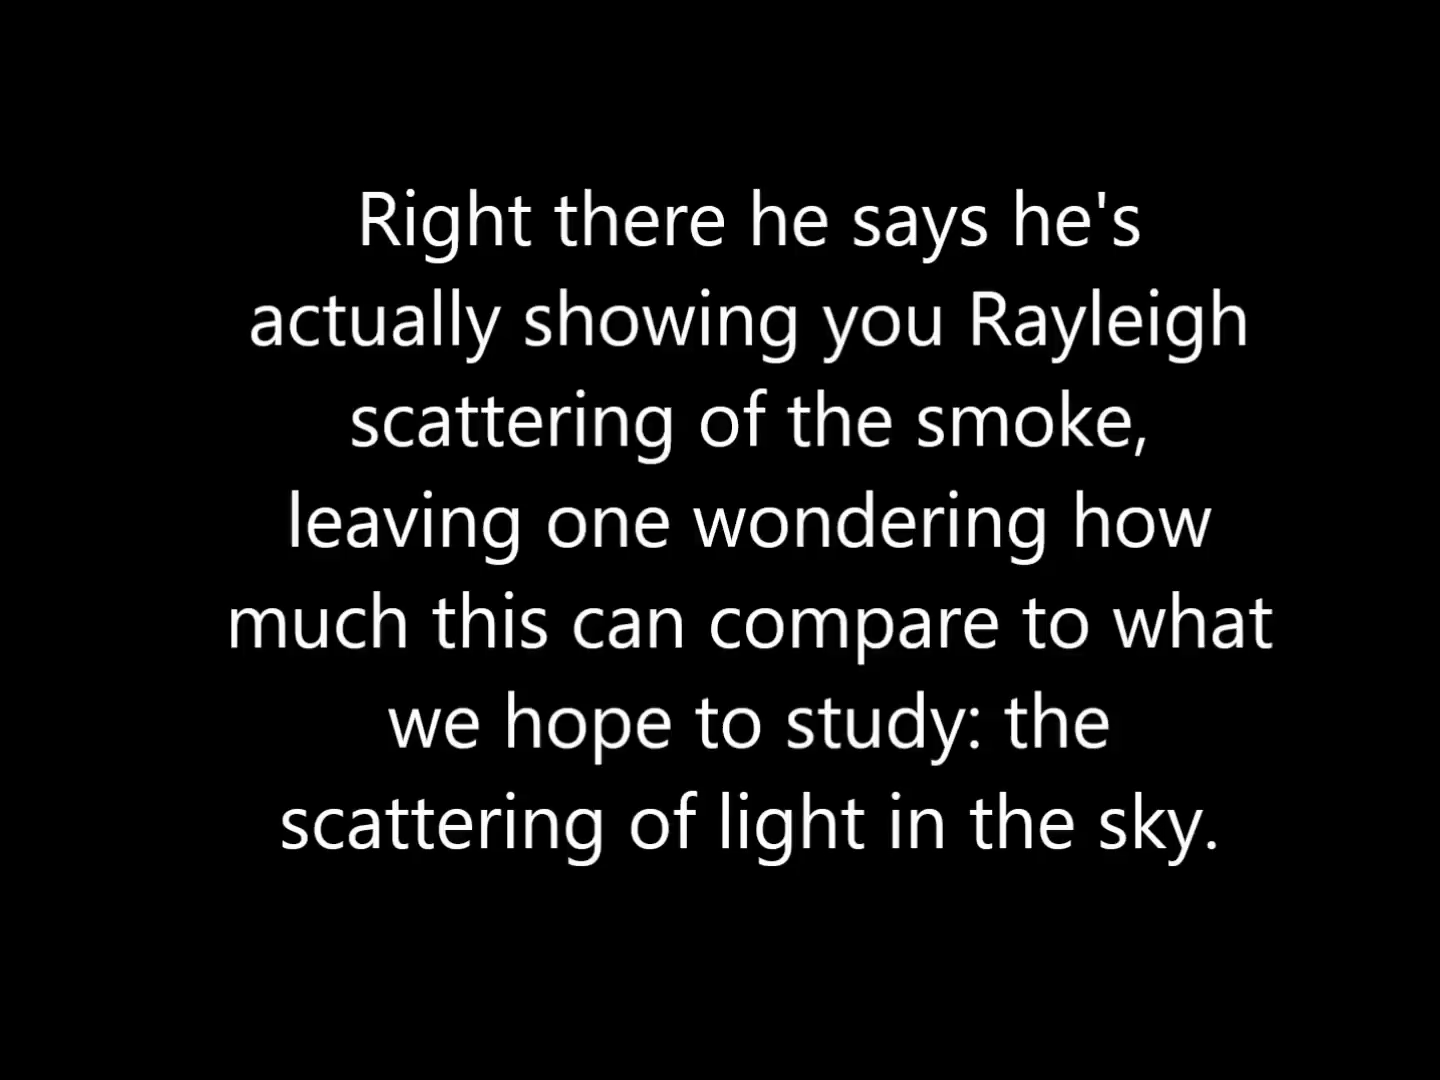 Right there he says he's
actually showing you Rayleigh
scattering of the smoke,
leaving one wondering how
much this can compare to what
we hope to study: the
scattering of light in the sky.